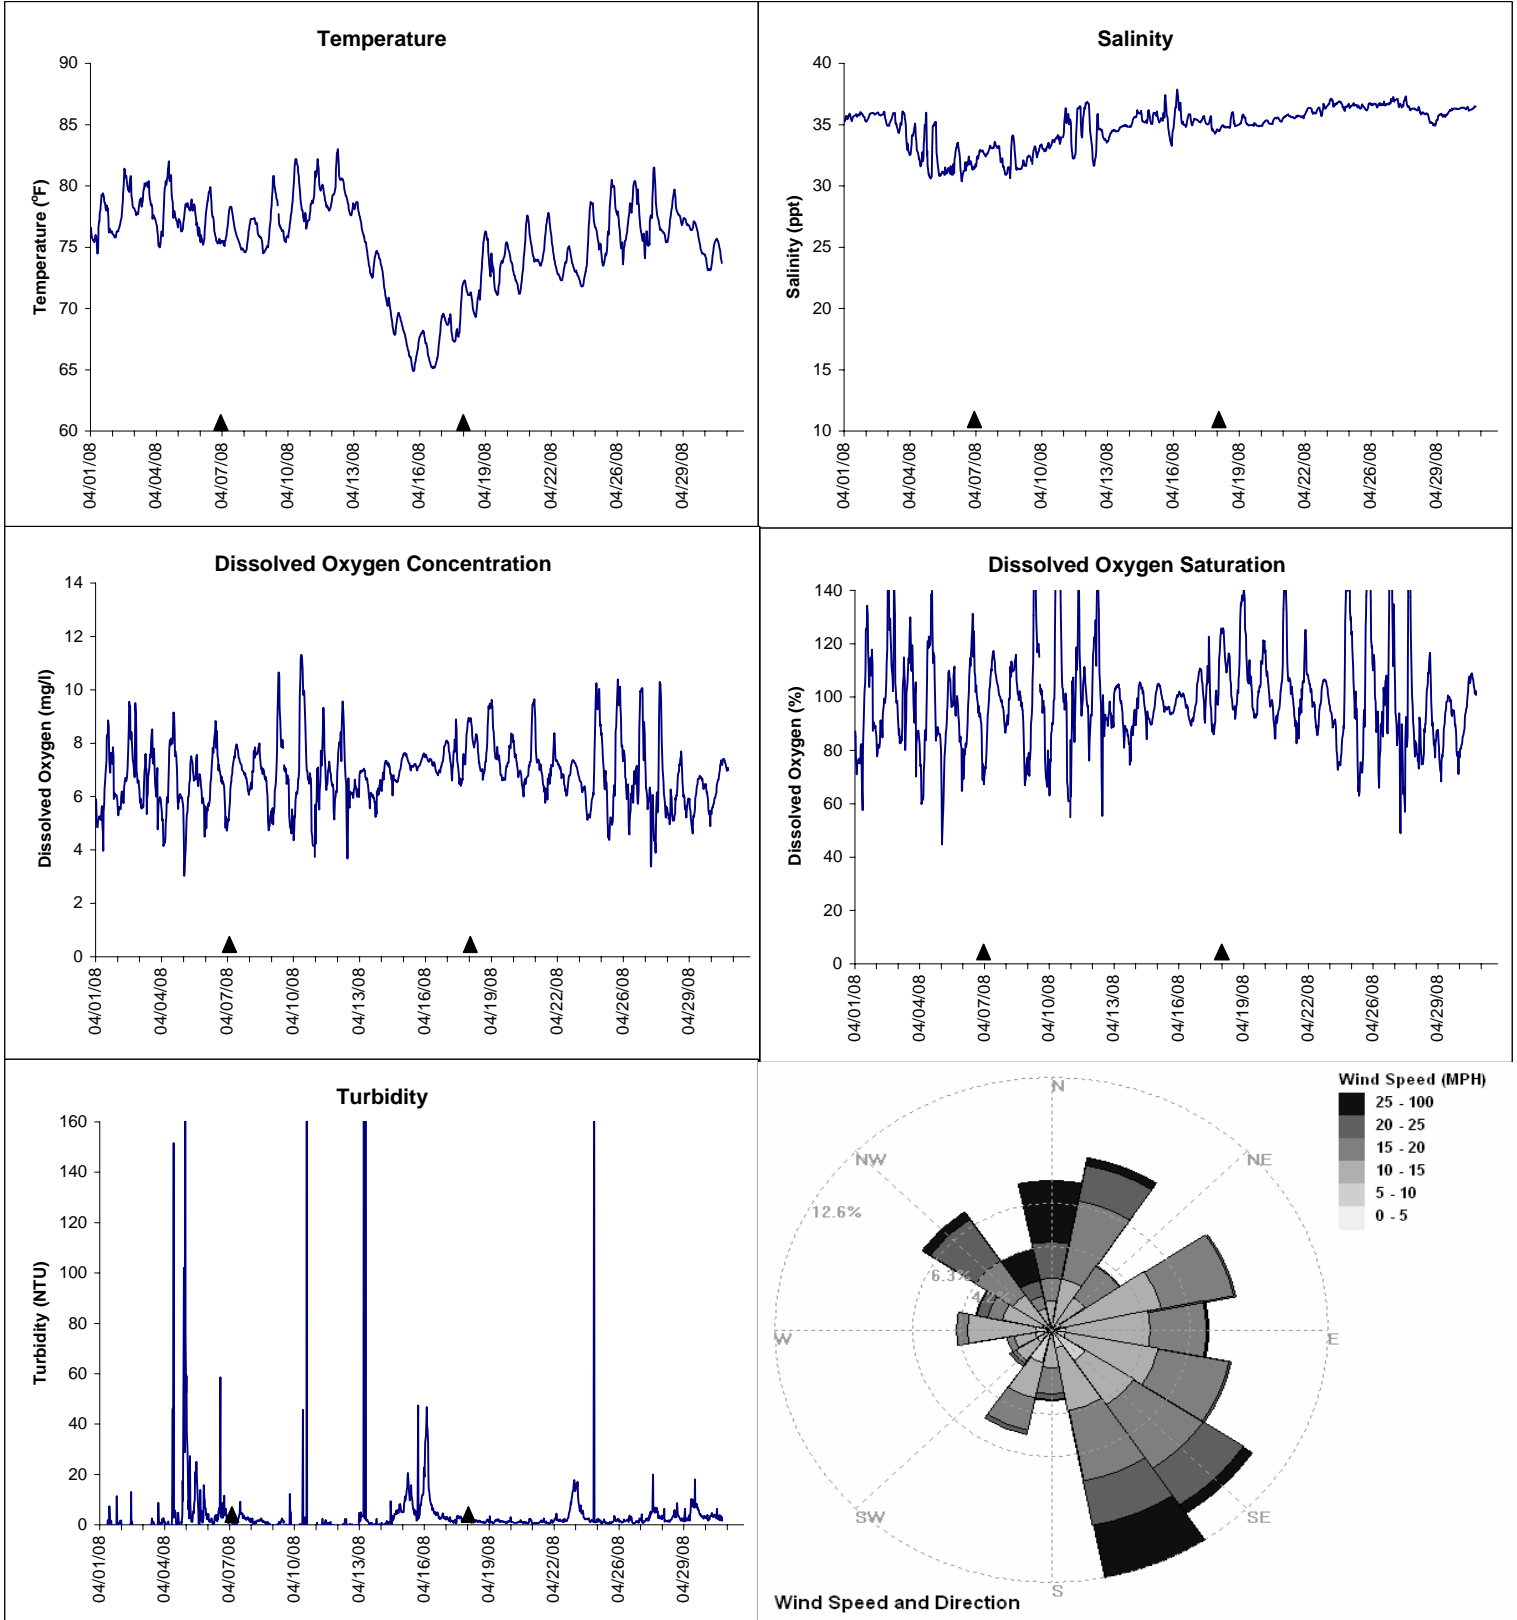 Temperature
Temperature (°F)
90
85
80
75
70
65
60
04/01/08 04/04/08 04/07/08 04/10/08 04/13/08 04/16/08 04/19/08 04/22/08 04/26/08 04/29/08
Salinity
Salinity (ppt)
40
35
30
25
20
15
10
04/01/08 04/04/08 04/07/08 04/10/08 04/13/08 04/16/08 04/19/08 04/22/08 04/26/08 04/29/08
Dissolved Oxygen Concentration
Dissolved Oxygen (mg/l)
14
12
10
8
6
4
2
0
04/01/08 04/04/08 04/07/08 04/10/08 04/13/08 04/16/08 04/19/08 04/22/08 04/26/08 04/29/08
Dissolved Oxygen Saturation
Dissolved Oxygen (%)
140
120
100
80
60
40
20
0
04/01/08 04/04/08 04/07/08 04/10/08 04/13/08 04/16/08 04/19/08 04/22/08 04/26/08 04/29/08
Turbidity
Turbidity (NTU)
160
140
120
100
80
60
40
20
0
04/01/08 04/04/08 04/07/08 04/10/08 04/13/08 04/16/08 04/19/08 04/22/08 04/26/08 04/29/08
Wind Speed (MPH)
25 - 100
20 - 25
15 - 20
10 - 15
5 - 10
0 - 5
N
NW
NE
12.6%
6.3%
W
E
SW
SE
S
Wind Speed and Direction